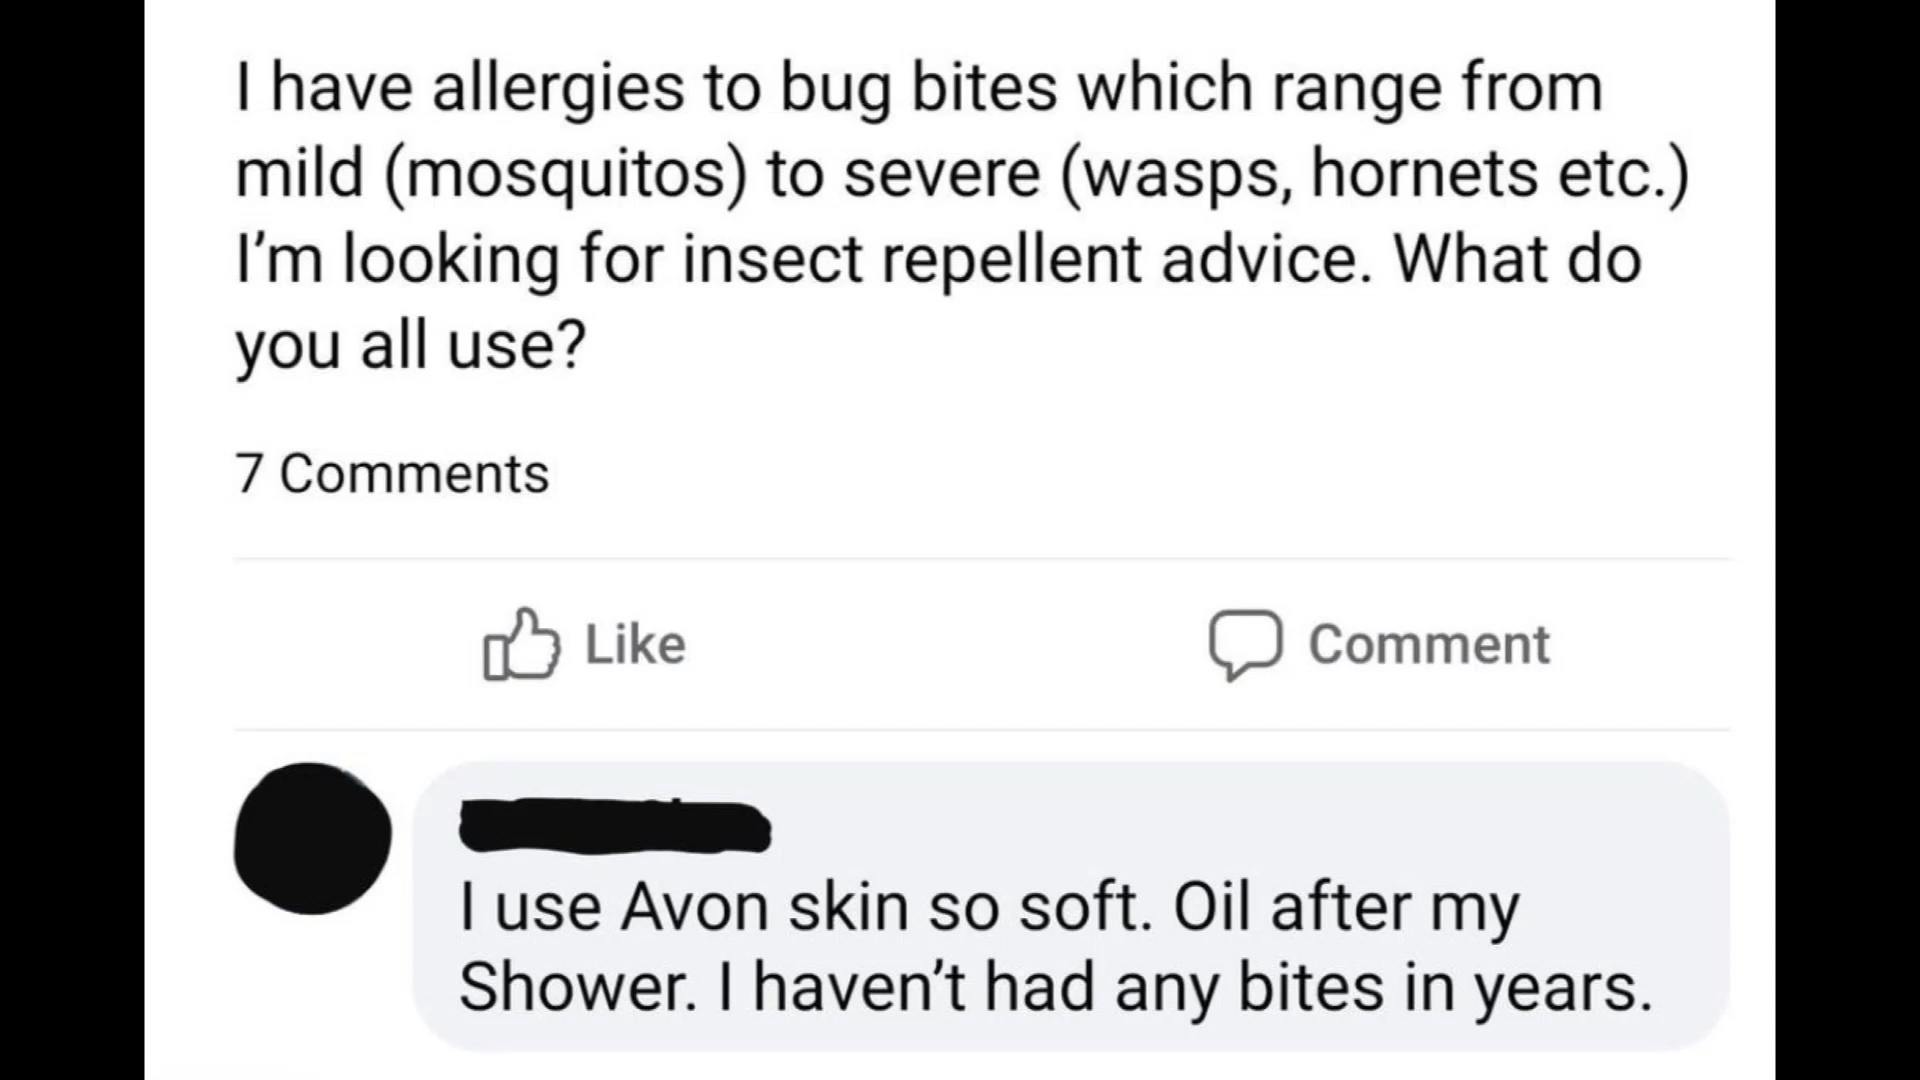 I have allergies to bug bites which range from
mild (mosquitos) to severe (wasps, hornets etc.)
I’m looking for insect repellent advice. What do
you all use?
7 Comments
Like
Comment
I use Avon skin so soft. Oil after my
Shower. I haven’t had any bites in years.